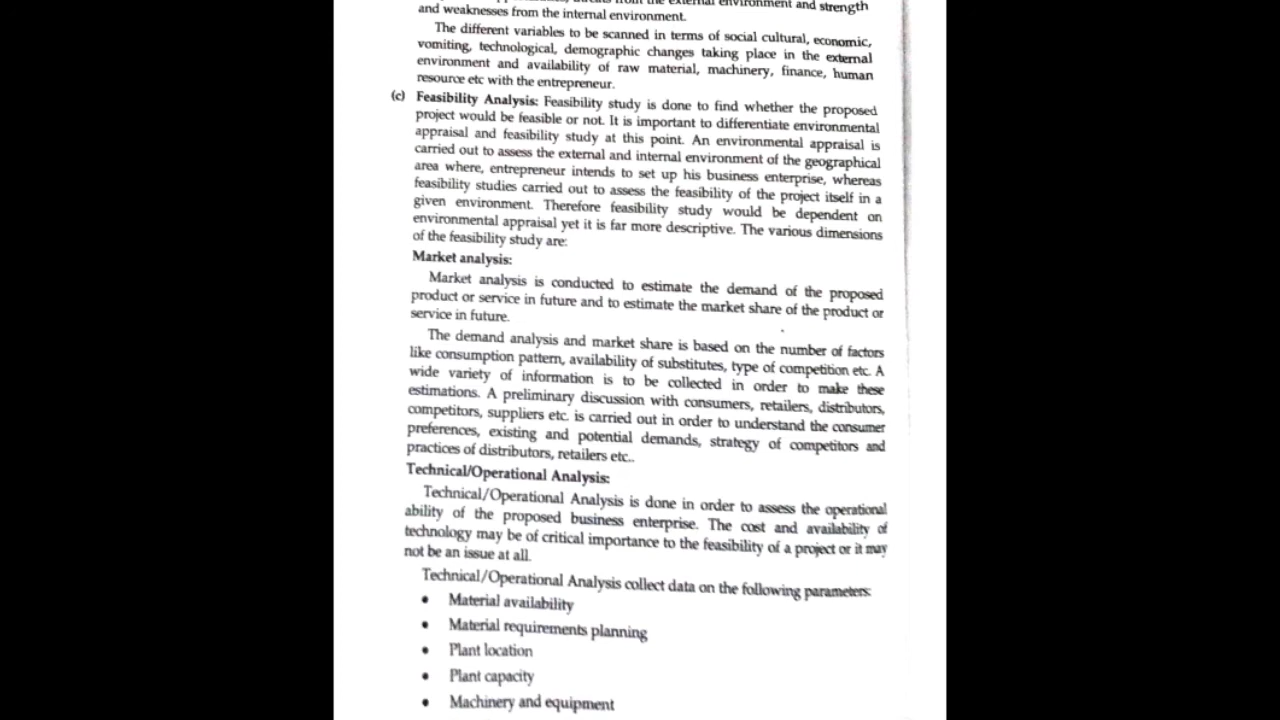 from the external environment and strength
and weaknesses from the internal environment.
The different variables to be scanned in terms of social cultural, economic,
vomiting, technological, demographic changes taking place in the external
environment and availability of raw material, machinery, finance, human
resource etc with the entrepreneur.
(c) Feasibility Analysis: Feasibility study is done to find whether the proposed
project would be feasible or not. It is important to differentiate environmental
appraisal and feasibility study at this point. An environmental appraisal is
carried out to assess the external and internal environment of the geographical
area where, entrepreneur intends to set up his business enterprise, whereas
feasibility studies carried out to assess the feasibility of the project itself in a
given environment. Therefore feasibility study would be dependent on
environmental appraisal yet it is far more descriptive. The various dimensions
of the feasibility study are:
Market analysis:
Market analysis is conducted to estimate the demand of the proposed
product or service in future and to estimate the market share of the product or
service in future.
The demand analysis and market share is based on the number of factors
like consumption pattern, availability of substitutes, type of competition etc. A
wide variety of information is to be collected in order to make these
estimations. A preliminary discussion with consumers, retailers, distributors,
competitors, suppliers etc. is carried out in order to understand the consumer
preferences, existing and potential demands, strategy of competitors and
practices of distributors, retailers etc..
Technical/Operational Analysis:
Technical/Operational Analysis is done in order to assess the operational
ability of the proposed business enterprise. The cost and availability of
technology may be of critical importance to the feasibility of a project or it may
not be an issue at all.
Technical/Operational Analysis collect data on the following parameters:
• Material availability
• Material requirements planning
• Plant location
• Plant capacity
• Machinery and equipment